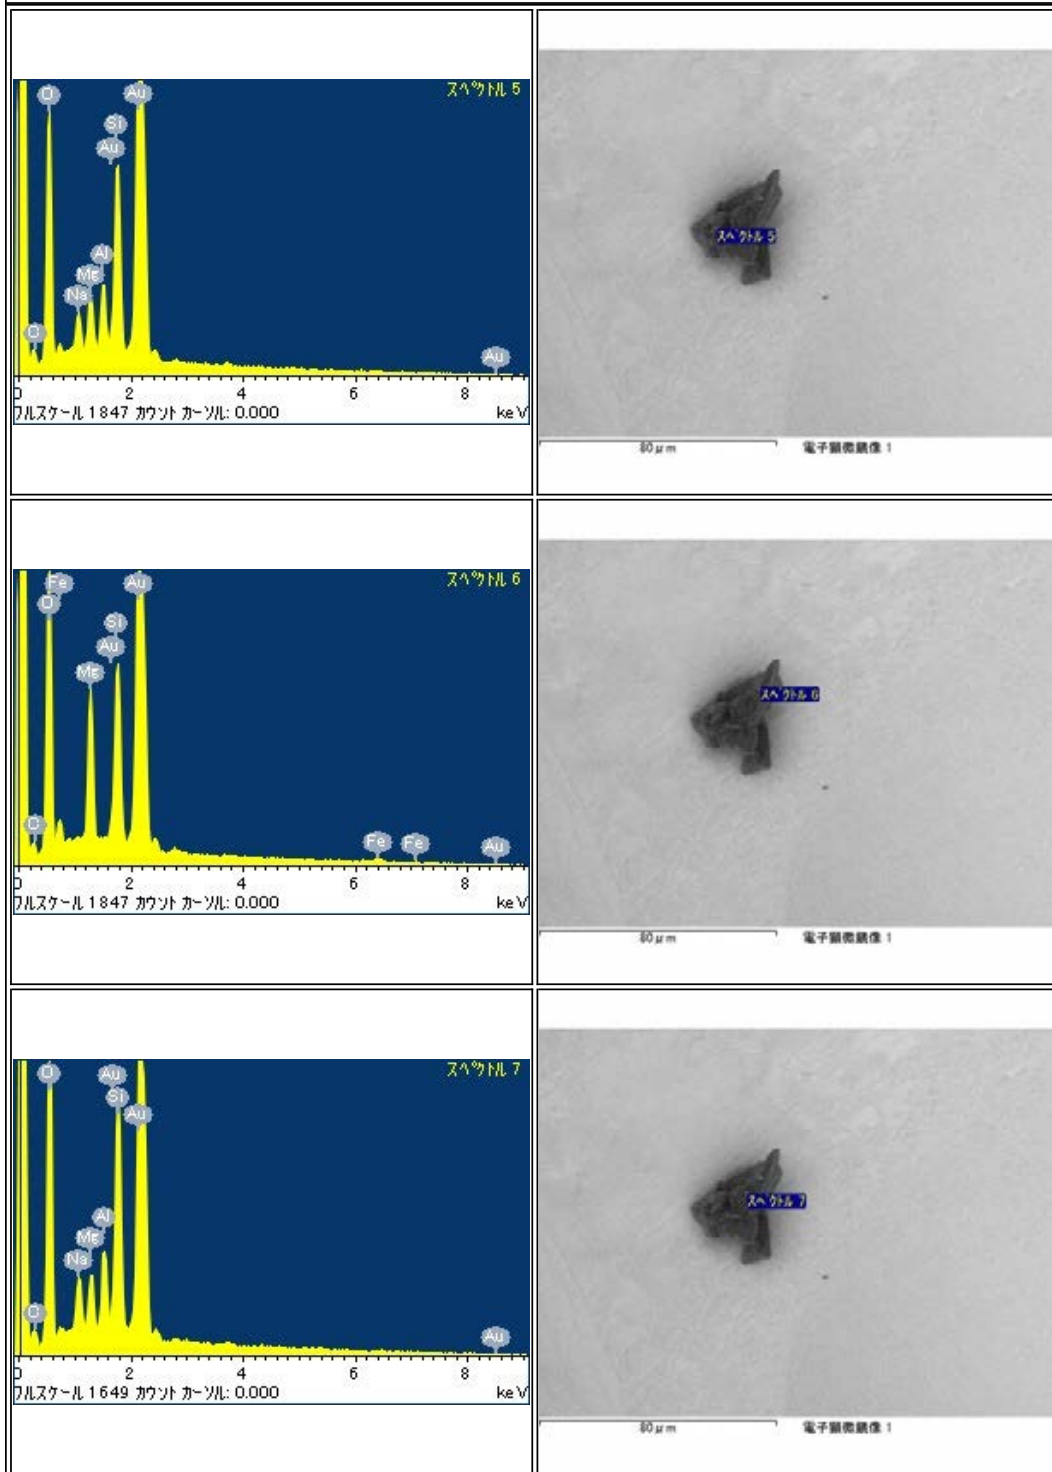 スペクトル 5
O
Au
Si
Au
Al
Mg
Na
C
Au
0 2 4 6 8
フルスケール 1847 カウント カーソル: 0.000 keV
スペクトル 5
80μm 電子顕微鏡像 1
スペクトル 6
Fe
Au
O
Si
Au
Mg
C
Fe Fe Au
0 2 4 6 8
フルスケール 1847 カウント カーソル: 0.000 keV
スペクトル 6
80μm 電子顕微鏡像 1
スペクトル 7
O
Au
Si
Au
Al
Mg
Na
C
Au
0 2 4 6 8
フルスケール 1649 カウント カーソル: 0.000 keV
スペクトル 7
80μm 電子顕微鏡像 1